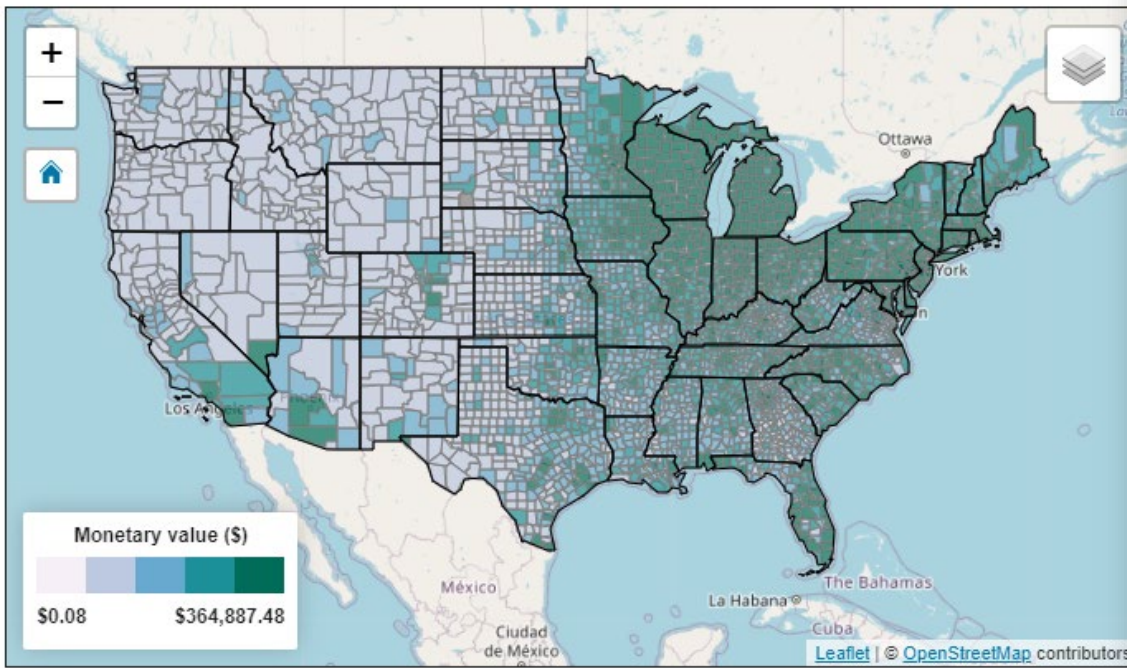 +
−
Ottawa
York
Los Angeles
Monetary value ($)
$0.08
$364,887.48
México
Ciudad
de México
La Habana
The Bahamas
Cuba
Leaflet | © OpenStreetMap contributors